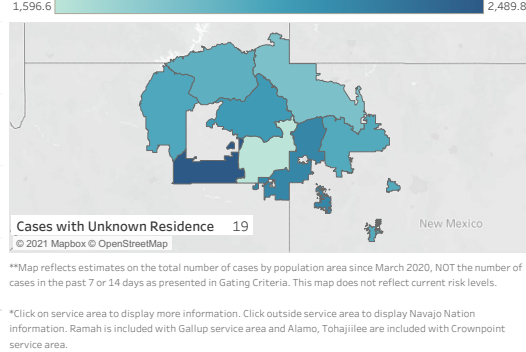 1,596.6 2,489.8
New Mexico
Cases with Unknown Residence 19
© 2021 Mapbox © OpenStreetMap
**Map reflects estimates on the total number of cases by population area since March 2020, NOT the number of
cases in the past 7 or 14 days as presented in Gating Criteria. This map does not reflect current risk levels.
*Click on service area to display more information. Click outside service area to display Navajo Nation
information. Ramah is included with Gallup service area and Alamo, Tohajiilee are included with Crownpoint
service area.